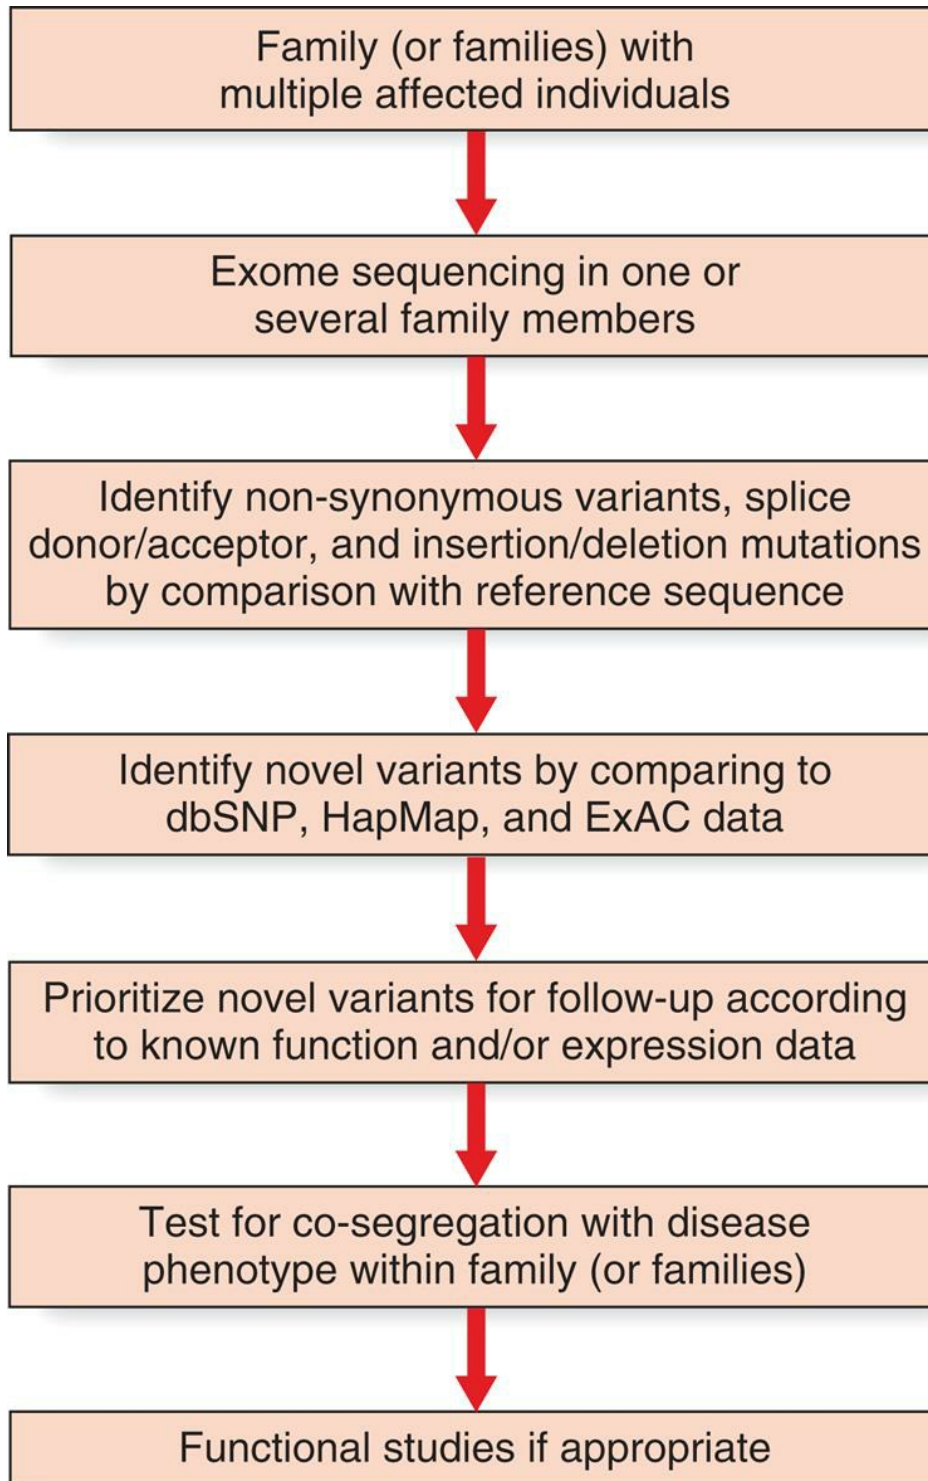 Family (or families) with
multiple affected individuals
Exome sequencing in one or
several family members
Identify non-synonymous variants, splice
donor/acceptor, and insertion/deletion mutations
by comparison with reference sequence
Identify novel variants by comparing to
dbSNP, HapMap, and ExAC data
Prioritize novel variants for follow-up according
to known function and/or expression data
Test for co-segregation with disease
phenotype within family (or families)
Functional studies if appropriate